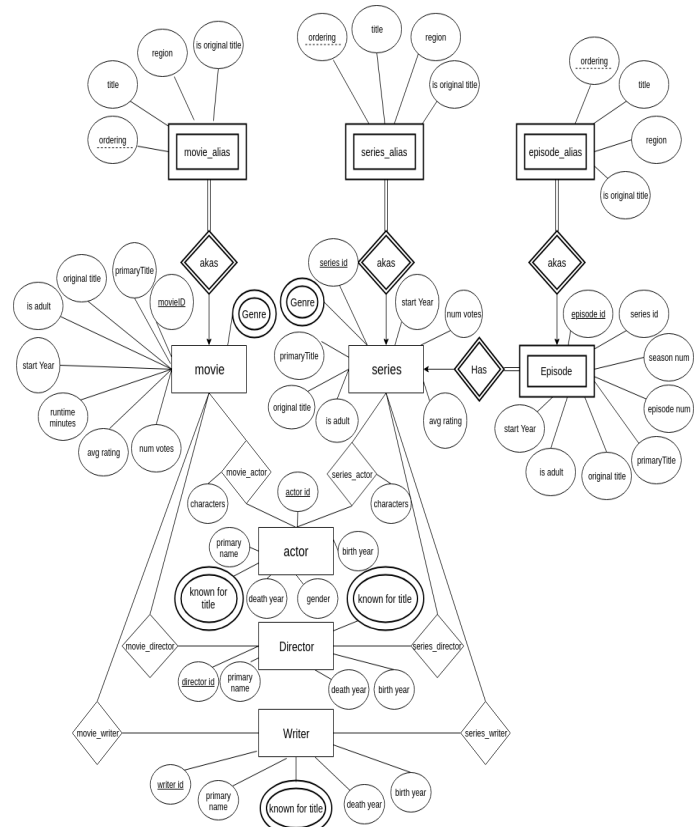 ordering
title
region
is original title
region
is original title
title
ordering
is original title
ordering
title
ordering
movie_alias
series_alias
episode_alias
region
is original title
akas
series id
akas
akas
original title
primaryTitle
movieID
Genre
Genre
start Year
num votes
episode id
series id
is adult
primaryTitle
season num
start Year
movie
series
Has
Episode
episode num
runtime
minutes
original title
is adult
avg rating
start Year
primaryTitle
avg rating
num votes
is adult
original title
movie_actor
series_actor
characters
actor id
characters
primary
name
actor
birth year
known for
title
death year
gender
known for title
movie_director
Director
series_director
director id
primary
name
death year
birth year
movie_writer
Writer
series_writer
writer id
primary
name
known for title
death year
birth year